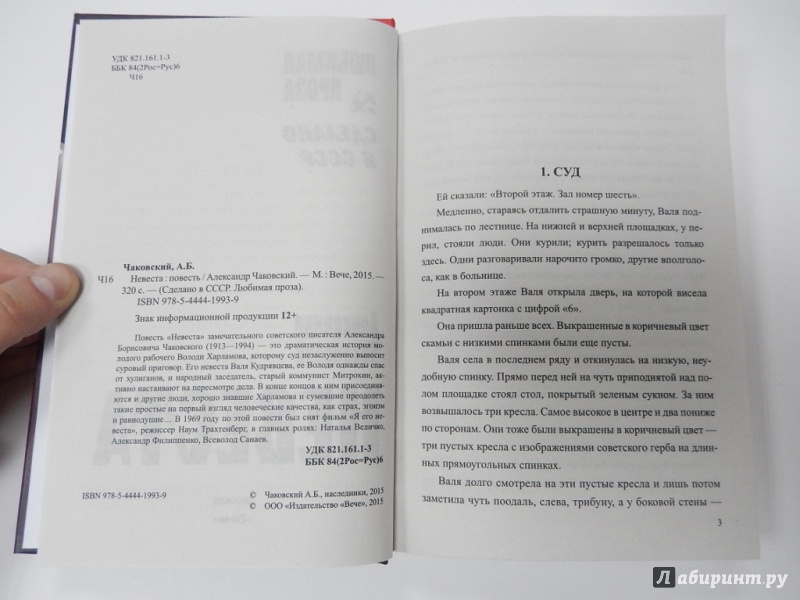 УДК 821.161.1-3
ББК 84(2Рос=Рус)6
Ч16
Чаковский, А.Б.
Ч16 Невеста : повесть / Александр Чаковский. — М. : Вече, 2015. —
320 с. — (Сделано в СССР. Любимая проза).
ISBN 978-5-4444-1993-9
Знак информационной продукции 12+
Повесть «Невеста» замечательного советского писателя Александра
Борисовича Чаковского (1913—1994) — это драматическая история мо-
лодого рабочего Володи Харламова, которому суд незаслуженно выносит
суровый приговор. Его невеста Валя Кудрявцева, ее Володя однажды спас
от хулиганов, и народный заседатель, старый коммунист Митрохин, ак-
тивно настаивают на пересмотре дела. В конце концов к ним присоединя-
ются и другие люди, хорошо знавшие Харламова и сумевшие преодолеть
такие простые на первый взгляд человеческие качества, как страх, эгоизм
и равнодушие... В 1969 году по этой повести был снят фильм «Я его не-
веста», режиссер Наум Трахтенберг, в главных ролях: Наталья Величко,
Александр Филиппенко, Всеволод Санаев.
УДК 821.161.1-3
ББК 84(2Рос=Рус)6
ISBN 978-5-4444-1993-9
© Чаковский А.Б., наследники, 2015
© ООО «Издательство «Вече», 2015
1. СУД
Ей сказали: «Второй этаж. Зал номер шесть».
Медленно, стараясь отдалить страшную минуту, Валя под-
нималась по лестнице. На нижней и верхней площадках, у пе-
рил, стояли люди. Они курили; курить разрешалось только
здесь. Одни разговаривали нарочито громко, другие вполголо-
са, как в больнице.
На втором этаже Валя открыла дверь, на которой висела
квадратная картонка с цифрой «6».
Она пришла раньше всех. Выкрашенные в коричневый цвет
скамьи с низкими спинками были еще пусты.
Валя села в последнем ряду и откинулась на низкую, не-
удобную спинку. Прямо перед ней на чуть приподнятой над по-
лом площадке стоял стол, покрытый зеленым сукном. За ним
возвышалось три кресла. Самое высокое в центре и два пониже
по сторонам. Они тоже были выкрашены в коричневый цвет —
три пустых кресла с изображениями советского герба на длин-
ных прямоугольных спинках.
Валя долго смотрела на эти пустые кресла и лишь потом
заметила чуть поодаль, слева, трибуну, а у боковой стены —
3
Лабиринт.ру